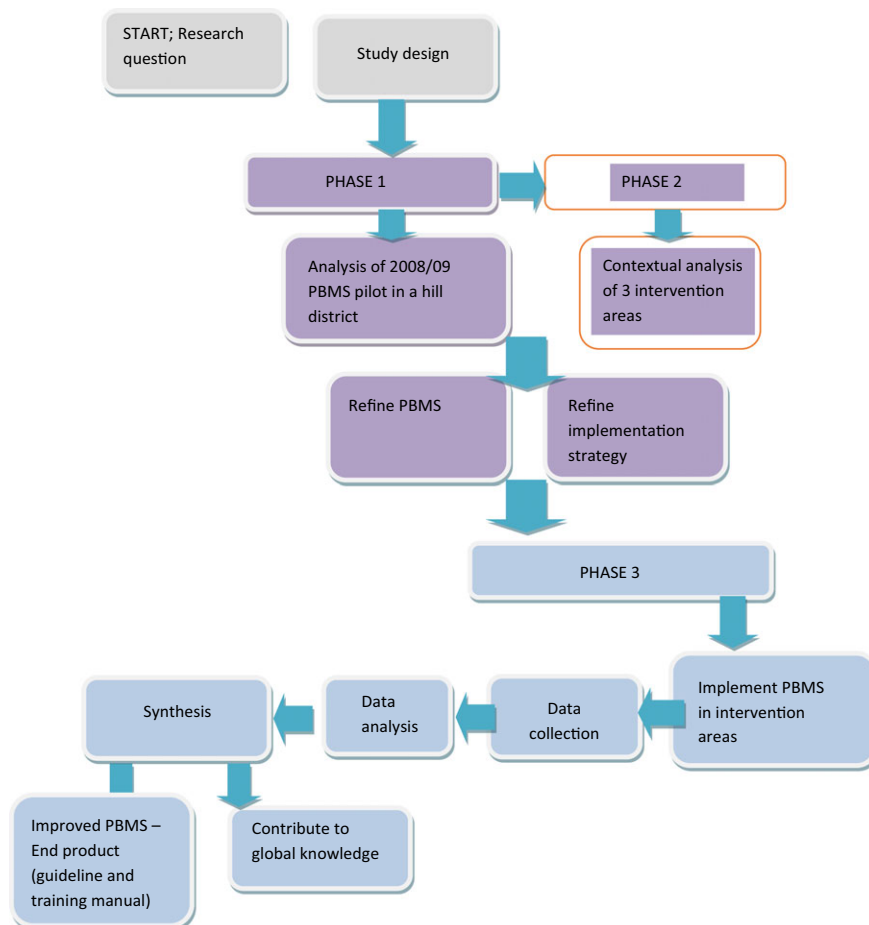 START; Research
question
Study design
PHASE 1
PHASE 2
Analysis of 2008/09
PBMS pilot in a hill
district
Contextual analysis
of 3 intervention
areas
Refine PBMS
Refine
implementation
strategy
PHASE 3
Implement PBMS
in intervention
areas
Data
collection
Data
analysis
Synthesis
Improved PBMS –
End product
(guideline and
training manual)
Contribute to
global knowledge